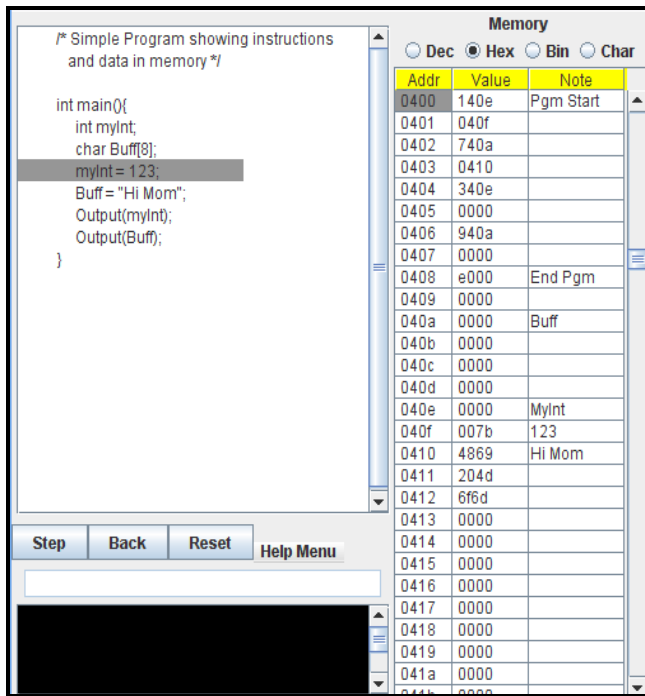 /* Simple Program showing instructions
and data in memory */
int main(){
int myInt;
char Buff[8];
myInt = 123;
Buff = "Hi Mom";
Output(myInt);
Output(Buff);
}
Step Back Reset Help Menu
Memory
Dec Hex Bin Char
Addr Value Note
0400 140e Pgm Start
0401 040f
0402 740a
0403 0410
0404 340e
0405 0000
0406 940a
0407 0000
0408 e000 End Pgm
0409 0000
040a 0000 Buff
040b 0000
040c 0000
040d 0000
040e 0000 MyInt
040f 007b 123
0410 4869 Hi Mom
0411 204d
0412 6f6d
0413 0000
0414 0000
0415 0000
0416 0000
0417 0000
0418 0000
0419 0000
041a 0000